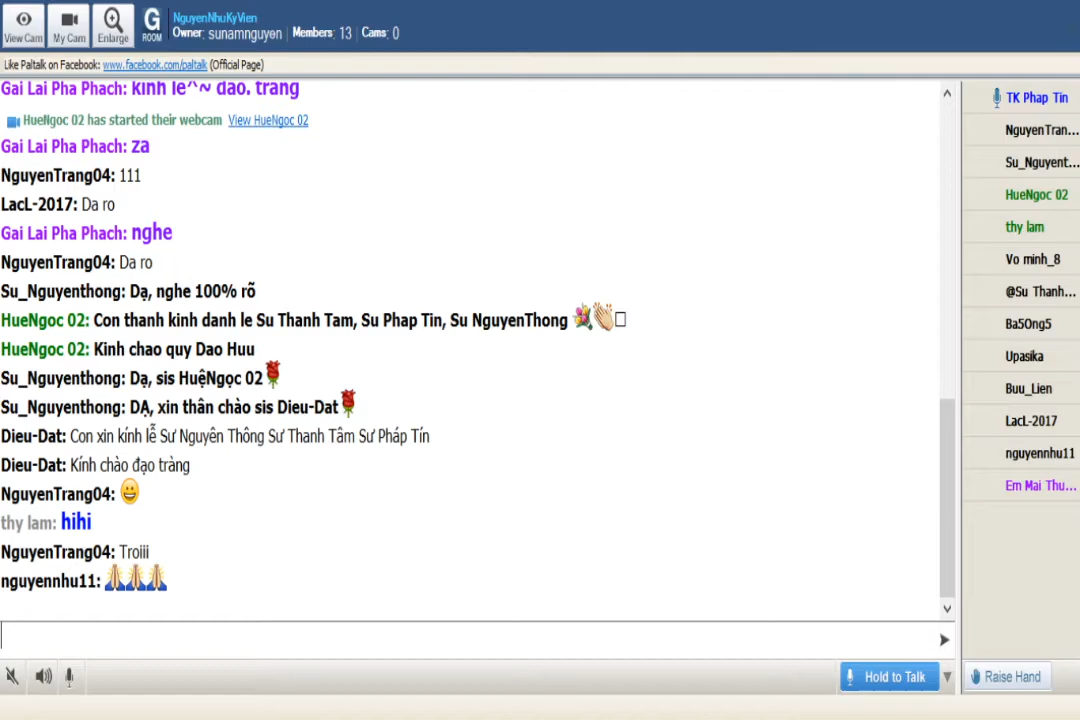 View Cam
My Cam
Enlarge
G
ROOM
NguyenNhuKyVien
Owner: sunamnguyen Members: 13 Cams: 0
Like Paltalk on Facebook: www.facebook.com/paltalk (Official Page)
Gai Lai Pha Phach: kinh le^~ dao. trang
HueNgoc 02 has started their webcam View HueNgoc 02
Gai Lai Pha Phach: za
NguyenTrang04: 111
LacL-2017: Da ro
Gai Lai Pha Phach: nghe
NguyenTrang04: Da ro
Su_Nguyenthong: Dạ, nghe 100% rõ
HueNgoc 02: Con thanh kinh danh le Su Thanh Tam, Su Phap Tin, Su NguyenThong 💐👏□
HueNgoc 02: Kinh chao quy Dao Huu
Su_Nguyenthong: Dạ, sis HuệNgọc 02🌹
Su_Nguyenthong: DẠ, xin thân chào sis Dieu-Dat🌹
Dieu-Dat: Con xin kính lễ Sư Nguyên Thông Sư Thanh Tâm Sư Pháp Tín
Dieu-Dat: Kính chào đạo tràng
NguyenTrang04: 😀
thy lam: hihi
NguyenTrang04: Troiii
nguyennhu11: 🙏🙏🙏
Hold to Talk
TK Phap Tin
NguyenTran...
Su_Nguyent...
HueNgoc 02
thy lam
Vo minh_8
@Su Thanh...
Ba5Ong5
Upasika
Buu_Lien
LacL-2017
nguyennhu11
Em Mai Thu...
Raise Hand